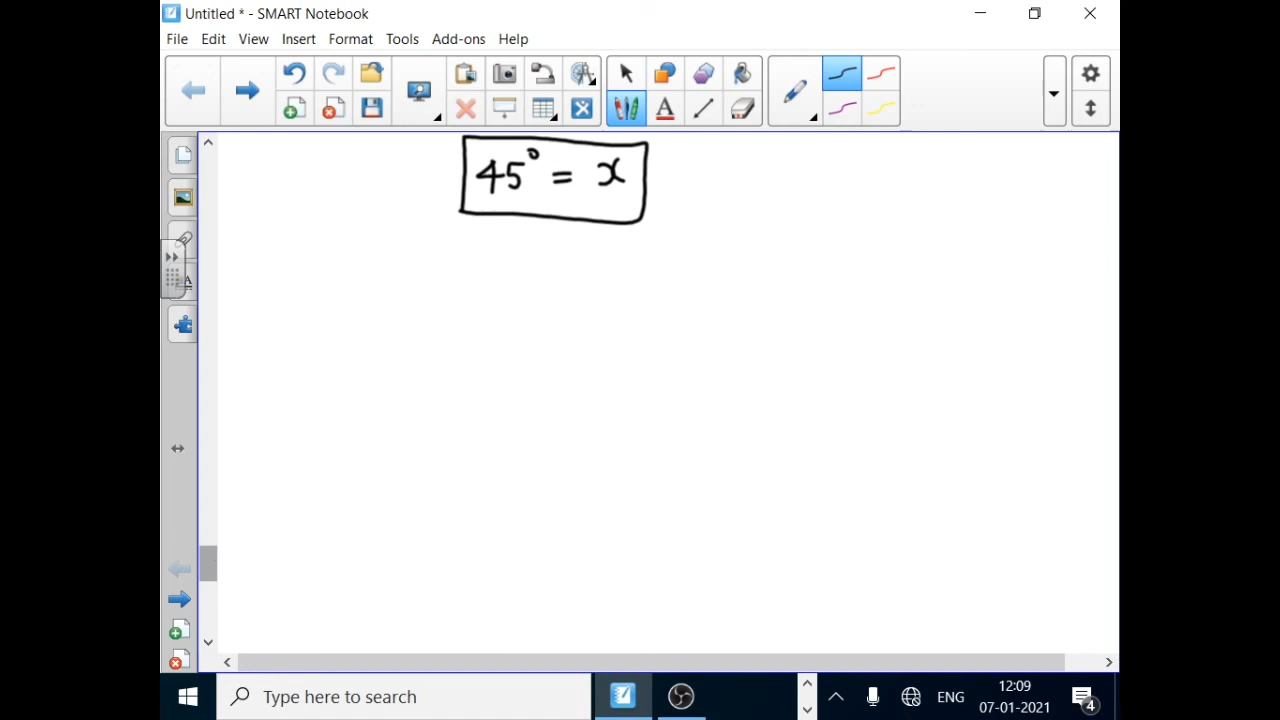 Untitled * - SMART Notebook
File Edit View Insert Format Tools Add-ons Help
45° = x
Type here to search
ENG
12:09
07-01-2021
4